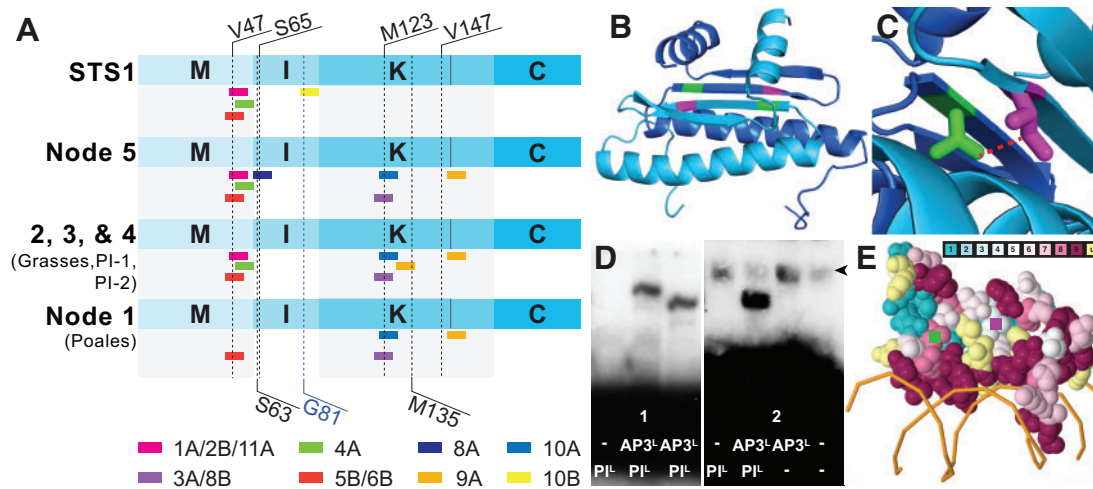 A
V47
S65
M123
V147
STS1
M I K C
Node 5
M I K C
2, 3, & 4
(Grasses,PI-1,
PI-2)
M I K C
Node 1
(Poales)
M I K C
S63
G81
M135
1A/2B/11A
4A
8A
10A
3A/8B
5B/6B
9A
10B
B
C
D
1
2
- AP3ᴸ AP3ᴸ
- AP3ᴸ AP3ᴸ -
PIᴸ PIᴸ PIᴸ
PIᴸ PIᴸ - -
E
1 2 3 4 5 6 7 8 9